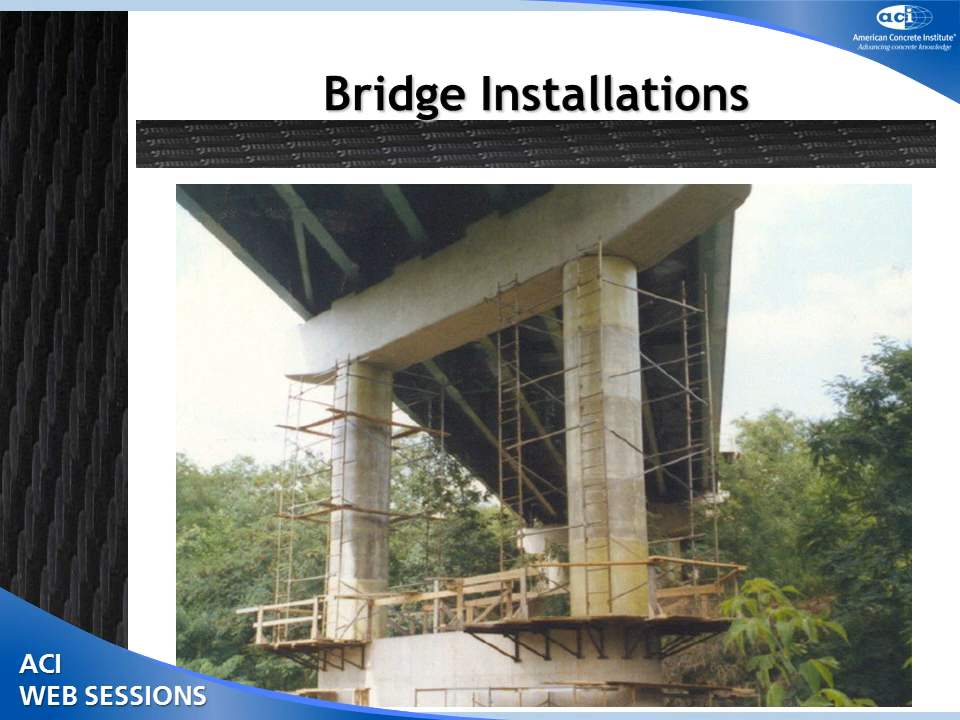 aci
American Concrete Institute®
Advancing concrete knowledge
Bridge Installations
ACI
WEB SESSIONS